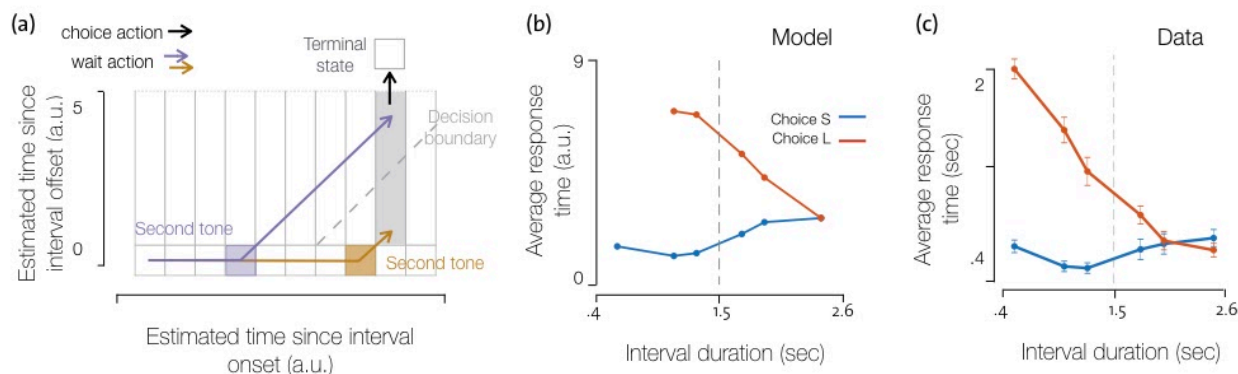 (a)
choice action
wait action
Terminal
state
Estimated time since
interval offset (a.u.)
5
0
Decision
boundary
Second tone
Second tone
Estimated time since interval
onset (a.u.)
(b)
Model
Average response
time (a.u.)
9
0
Choice S
Choice L
.4
1.5
2.6
Interval duration (sec)
(c)
Data
Average response
time (sec)
2
.4
.4
1.5
2.6
Interval duration (sec)